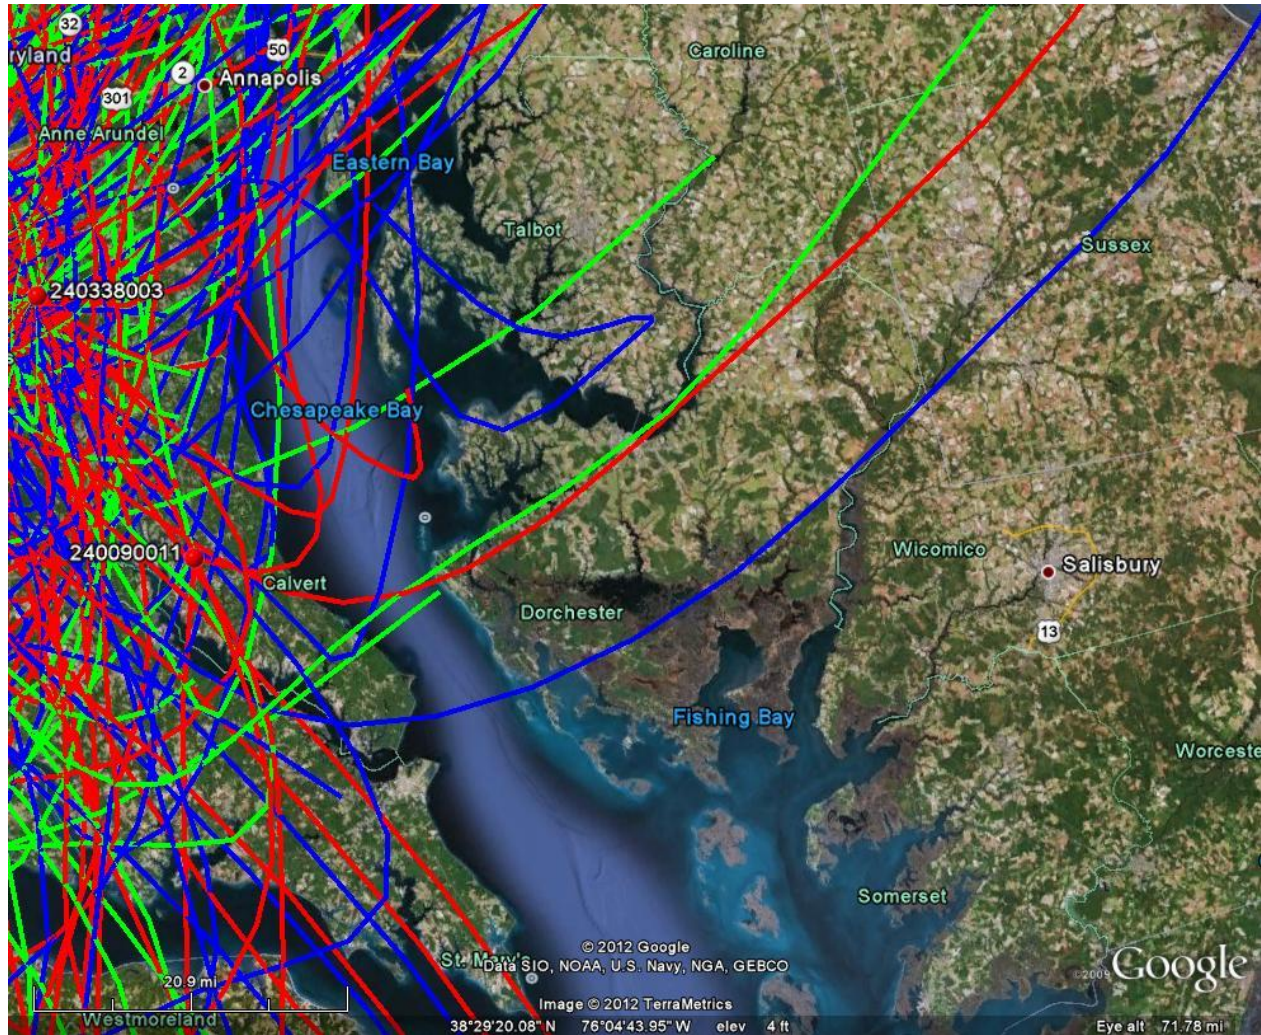 32
ryland
50
Caroline
2
Annapolis
301
Anne Arundel
Eastern Bay
Talbot
Sussex
240338003
Chesapeake Bay
240090011
Calvert
Wicomico
Salisbury
Dorchester
13
Fishing Bay
Worceste
Somerset
© 2012 Google
St. Mary's
Data SIO, NOAA, U.S. Navy, NGA, GEBCO
©2009 Google
20.9 mi
Image © 2012 TerraMetrics
Westmoreland
38°29'20.08" N 76°04'43.95" W elev 4 ft
Eye alt 71.78 mi